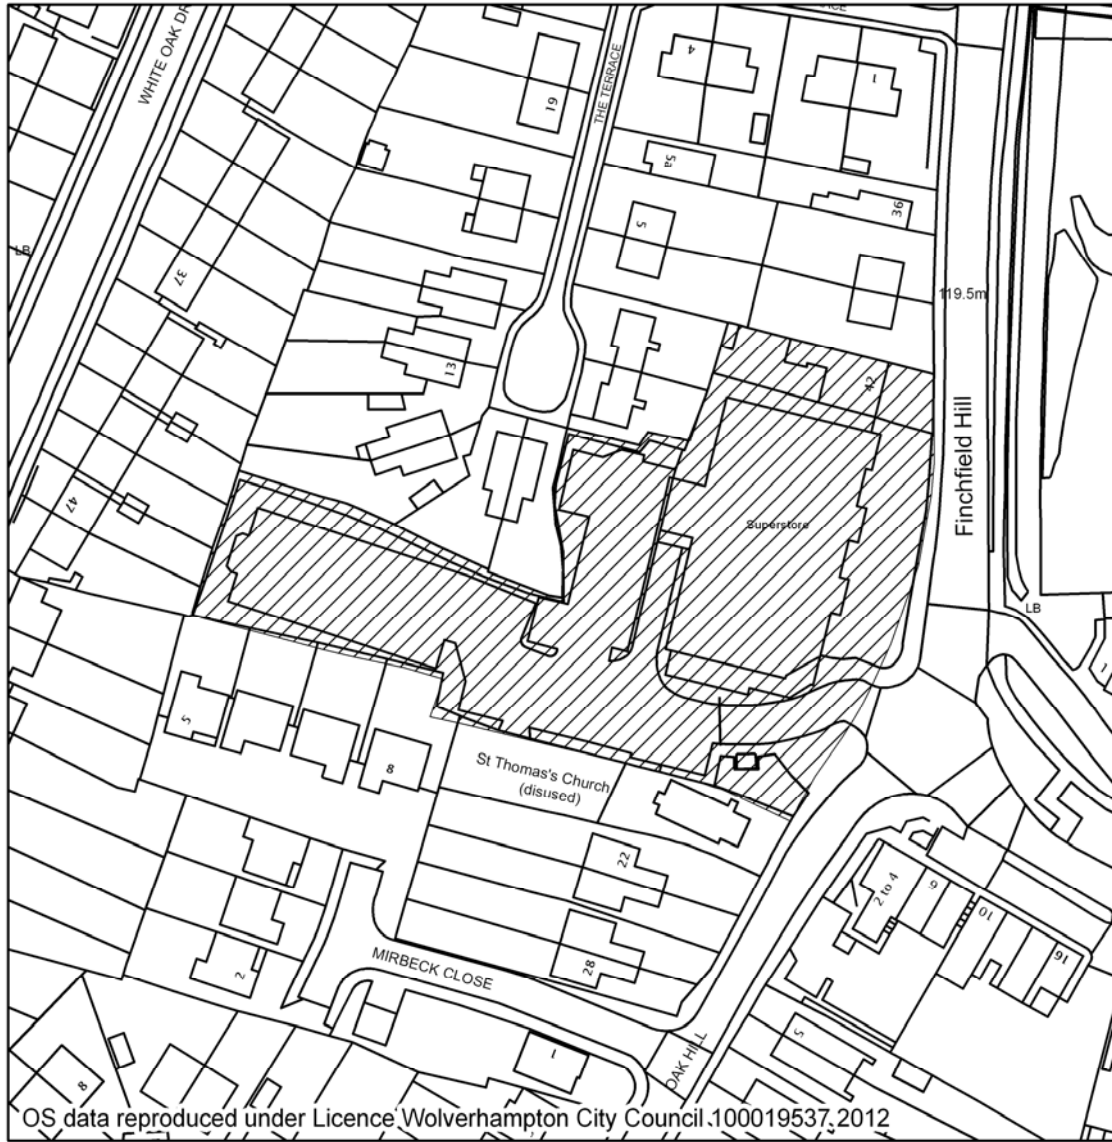 WHITE OAK DR
THE TERRACE
4
1
61
5a
36
5
LB
37
119.5m
13
42
Finchfield Hill
Superstore
47
LB
1
5
8
St Thomas's Church
(disused)
22
2 to 4
6
10
16
28
2
MIRBECK CLOSE
5
1
OAK HILL
8
OS data reproduced under Licence Wolverhampton City Council 100019537 2012